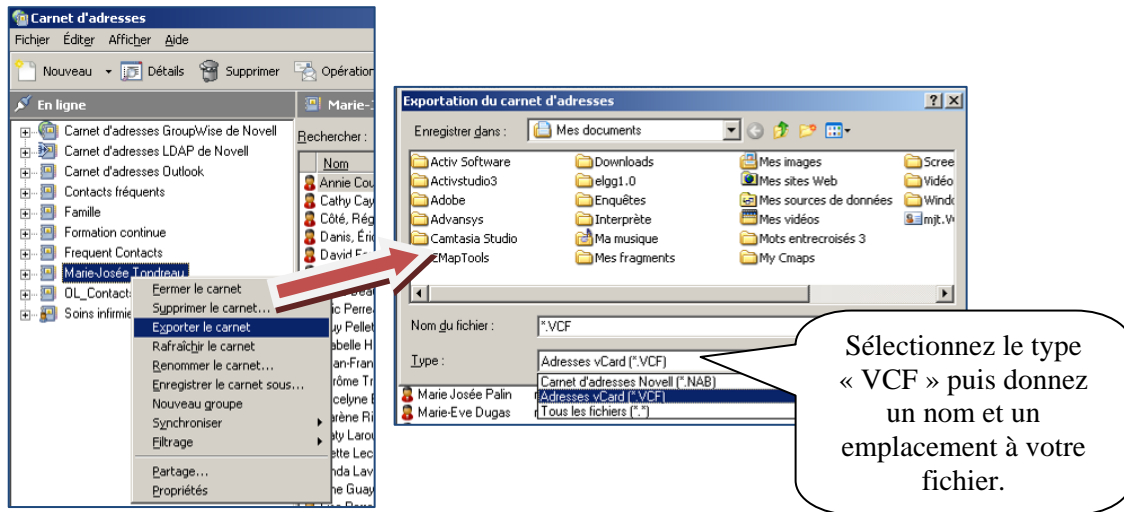 Carnet d'adresses
Fichier Éditer Afficher Aide
Nouveau Détails Supprimer Opération
En ligne
Carnet d'adresses GroupWise de Novell
Carnet d'adresses LDAP de Novell
Carnet d'adresses Outlook
Contacts fréquents
Famille
Formation continue
Frequent Contacts
Marie-Josée Tondreau
OL_Contacts
Soins infirmie
Marie-J
Rechercher :
Nom
Annie Cou
Cathy Cay
Côté, Rég
Danis, Éric
David
Fermer le carnet
Supprimer le carnet...
Exporter le carnet
Rafraîchir le carnet
Renommer le carnet...
Enregistrer le carnet sous...
Nouveau groupe
Synchroniser
Filtrage
Partage...
Propriétés
Exportation du carnet d'adresses
Enregistrer dans : Mes documents
Activ Software
Activstudio3
Adobe
Advansys
Camtasia Studio
CMapTools
Downloads
elgg1.0
Enquêtes
Interprète
Ma musique
Mes fragments
Mes images
Mes sites Web
Mes sources de données
Mes vidéos
Mots entrecroisés 3
My Cmaps
Scree
Vidéo
Windo
mjt.V
Nom du fichier : *.VCF
Type : Adresses vCard (*.VCF)
Carnet d'adresses Novell (*.NAB)
Adresses vCard (*.VCF)
Tous les fichiers (*.*)
Marie Josée Palin
Marie-Eve Dugas
Sélectionnez le type
« VCF » puis donnez
un nom et un
emplacement à votre
fichier.